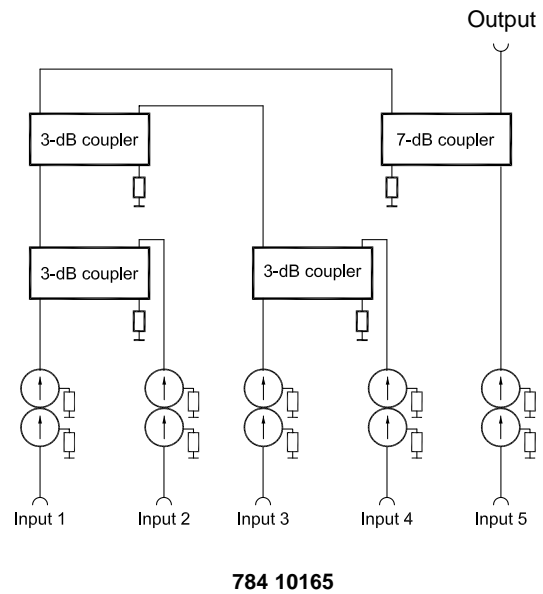 Output
3-dB coupler
7-dB coupler
3-dB coupler
3-dB coupler
Input 1
Input 2
Input 3
Input 4
Input 5
784 10165